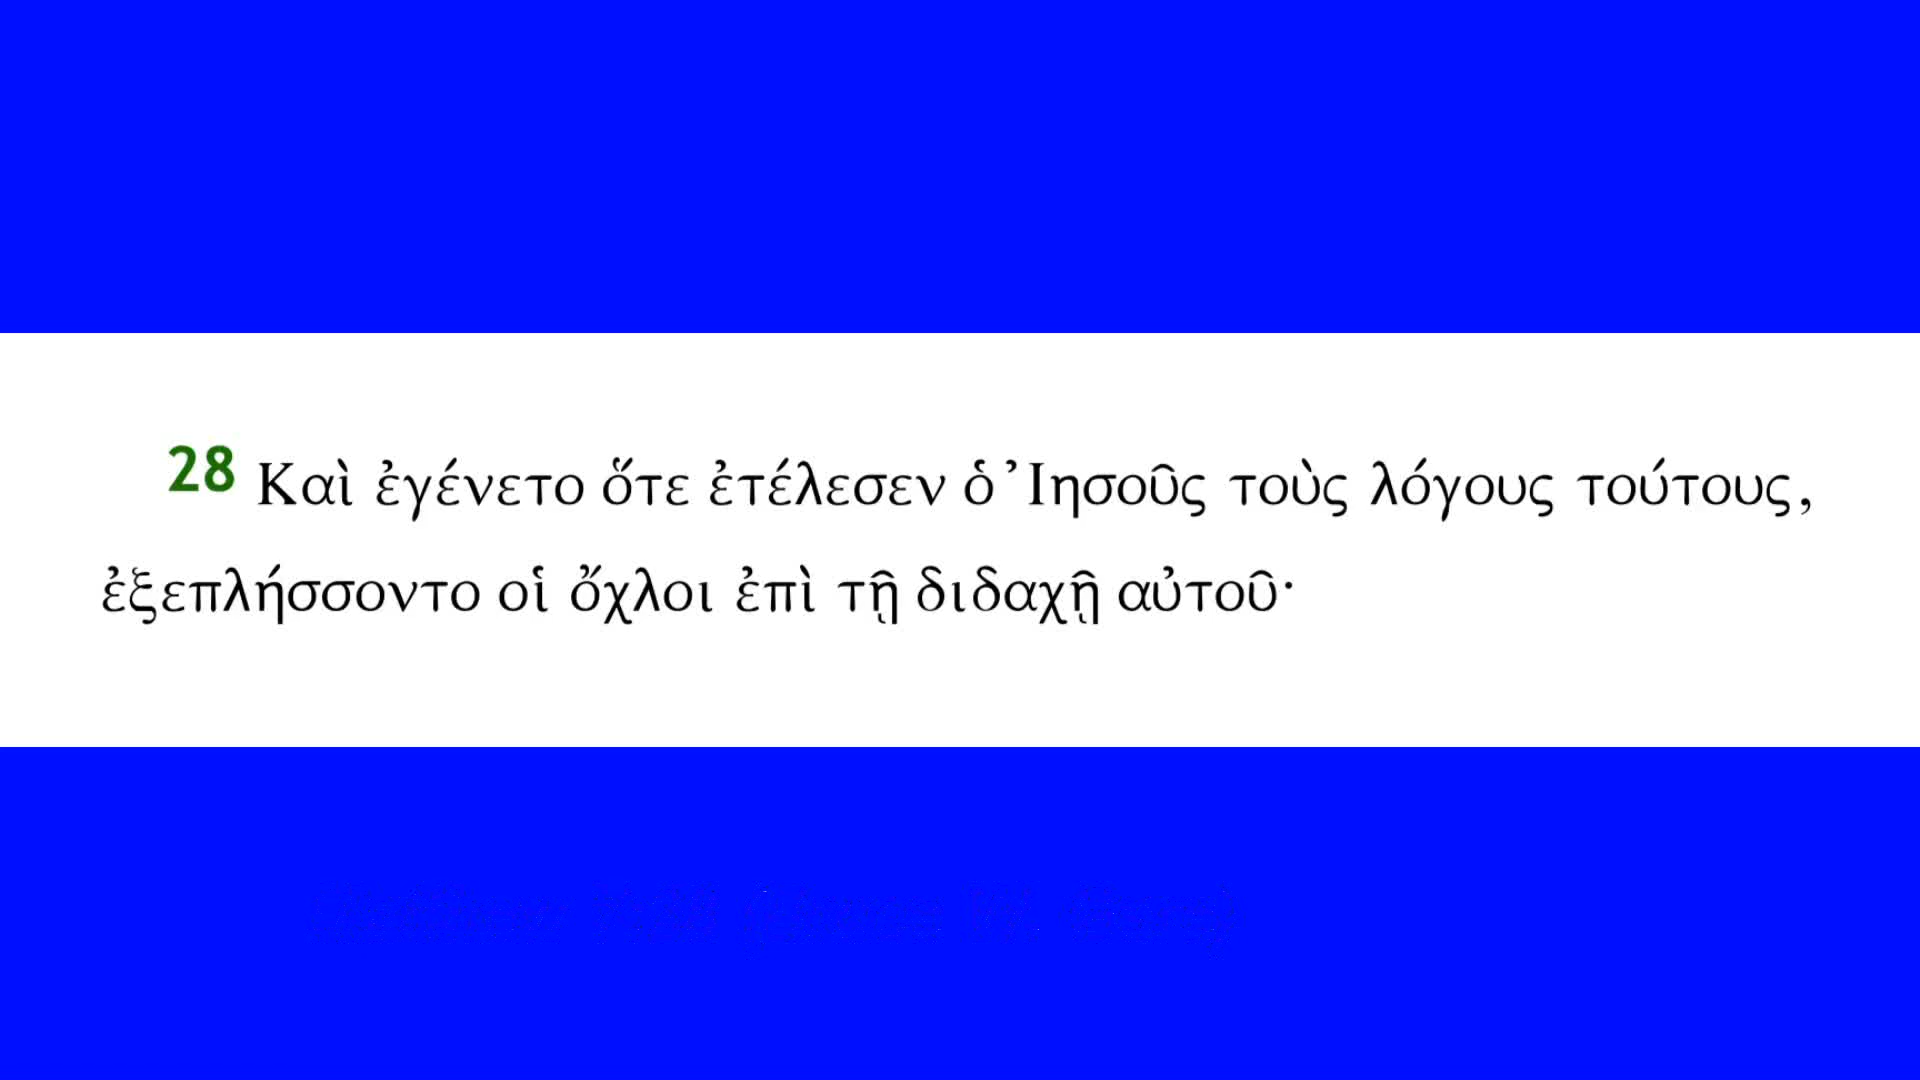 28 Καὶ ἐγένετο ὅτε ἐτέλεσεν ὁ Ἰησοῦς τοὺς λόγους τούτους,
ἐξεπλήσσοντο οἱ ὄχλοι ἐπὶ τῇ διδαχῇ αὐτοῦ·